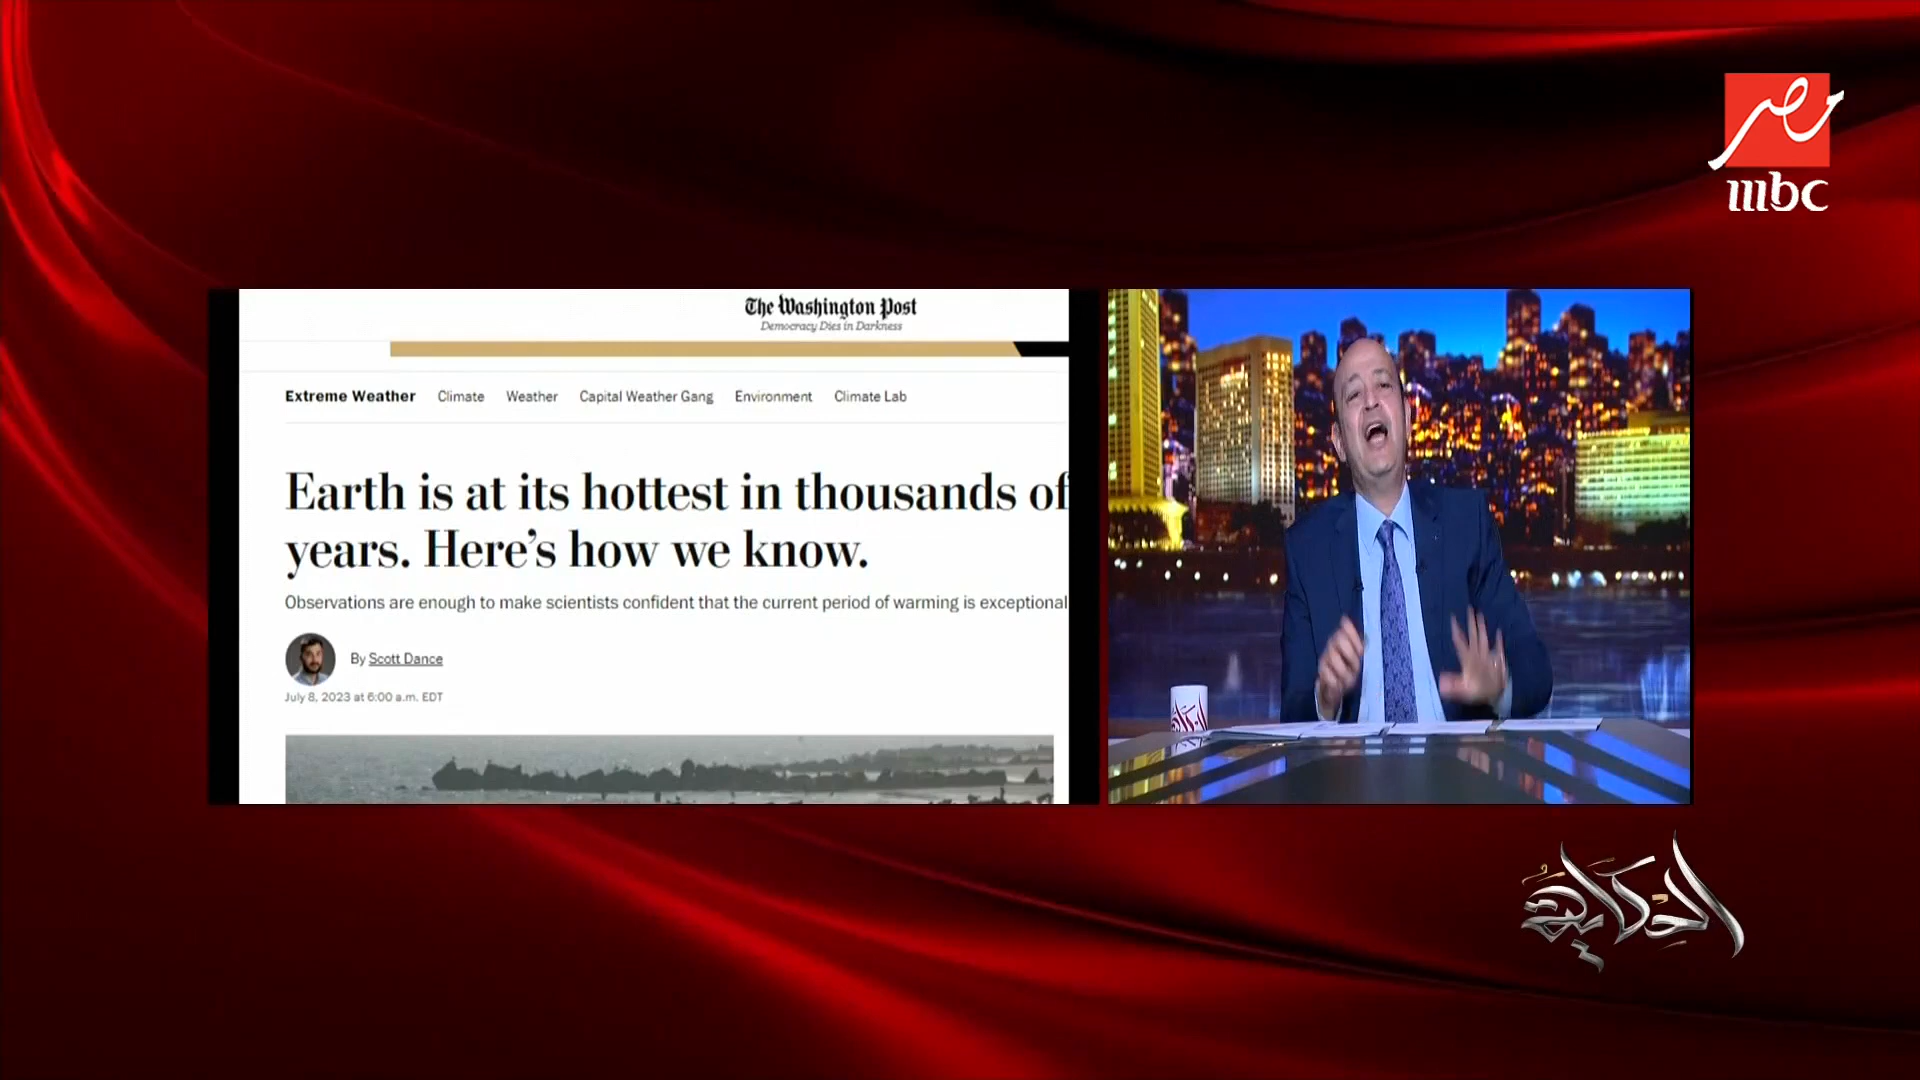 مصر
mbc
The Washington Post
Democracy Dies in Darkness
Extreme Weather Climate Weather Capital Weather Gang Environment Climate Lab
Earth is at its hottest in thousands of
years. Here’s how we know.
Observations are enough to make scientists confident that the current period of warming is exceptional
By Scott Dance
July 8, 2023 at 6:00 a.m. EDT
الحكاية
الحكاية